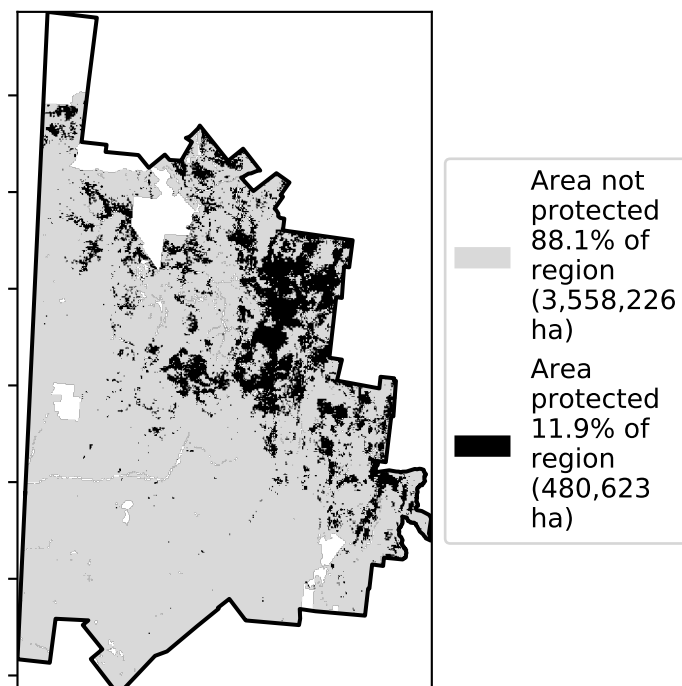 Area not
protected
88.1% of
region
(3,558,226
ha)
Area
protected
11.9% of
region
(480,623
ha)